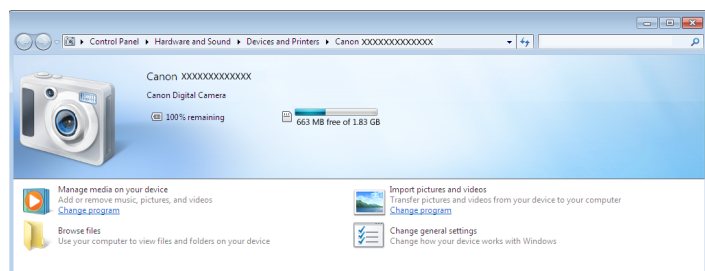 Control Panel ▸ Hardware and Sound ▸ Devices and Printers ▸ Canon XXXXXXXXXXXXX
Canon XXXXXXXXXXXXX
Canon Digital Camera
100% remaining
663 MB free of 1.83 GB
Manage media on your device
Add or remove music, pictures, and videos
Change program
Import pictures and videos
Transfer pictures and videos from your device to your computer
Change program
Browse files
Use your computer to view files and folders on your device
Change general settings
Change how your device works with Windows